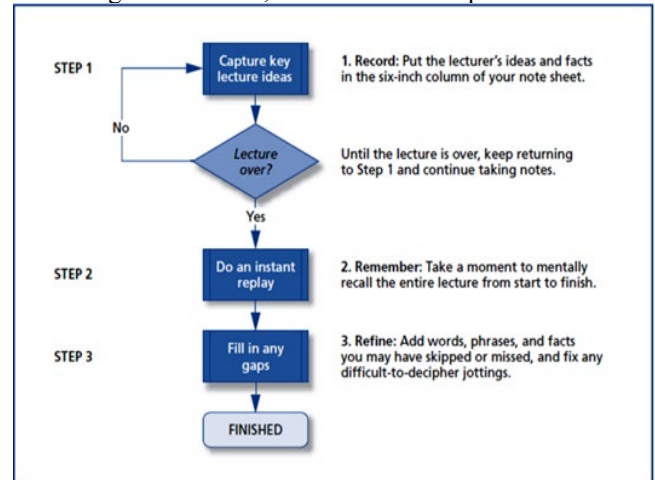 STEP 1
Capture key
lecture ideas
1. Record: Put the lecturer's ideas and facts
in the six-inch column of your note sheet.
No
Lecture
over?
Until the lecture is over, keep returning
to Step 1 and continue taking notes.
Yes
STEP 2
Do an instant
replay
2. Remember: Take a moment to mentally
recall the entire lecture from start to finish.
STEP 3
Fill in any
gaps
3. Refine: Add words, phrases, and facts
you may have skipped or missed, and fix any
difficult-to-decipher jottings.
FINISHED